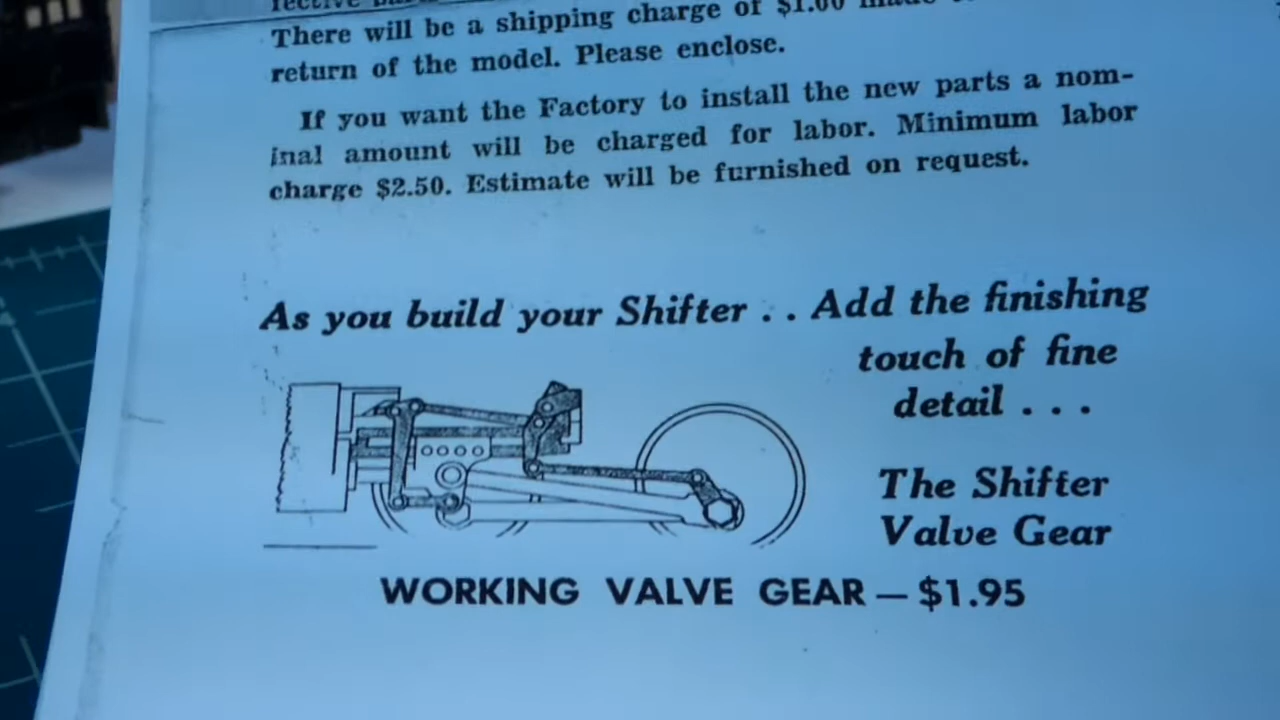 There will be a shipping charge of $1.00
return of the model. Please enclose.
If you want the Factory to install the new parts a nom-
inal amount will be charged for labor. Minimum labor
charge $2.50. Estimate will be furnished on request.
As you build your Shifter . . Add the finishing
touch of fine
detail . . .
The Shifter
Valve Gear
WORKING VALVE GEAR — $1.95